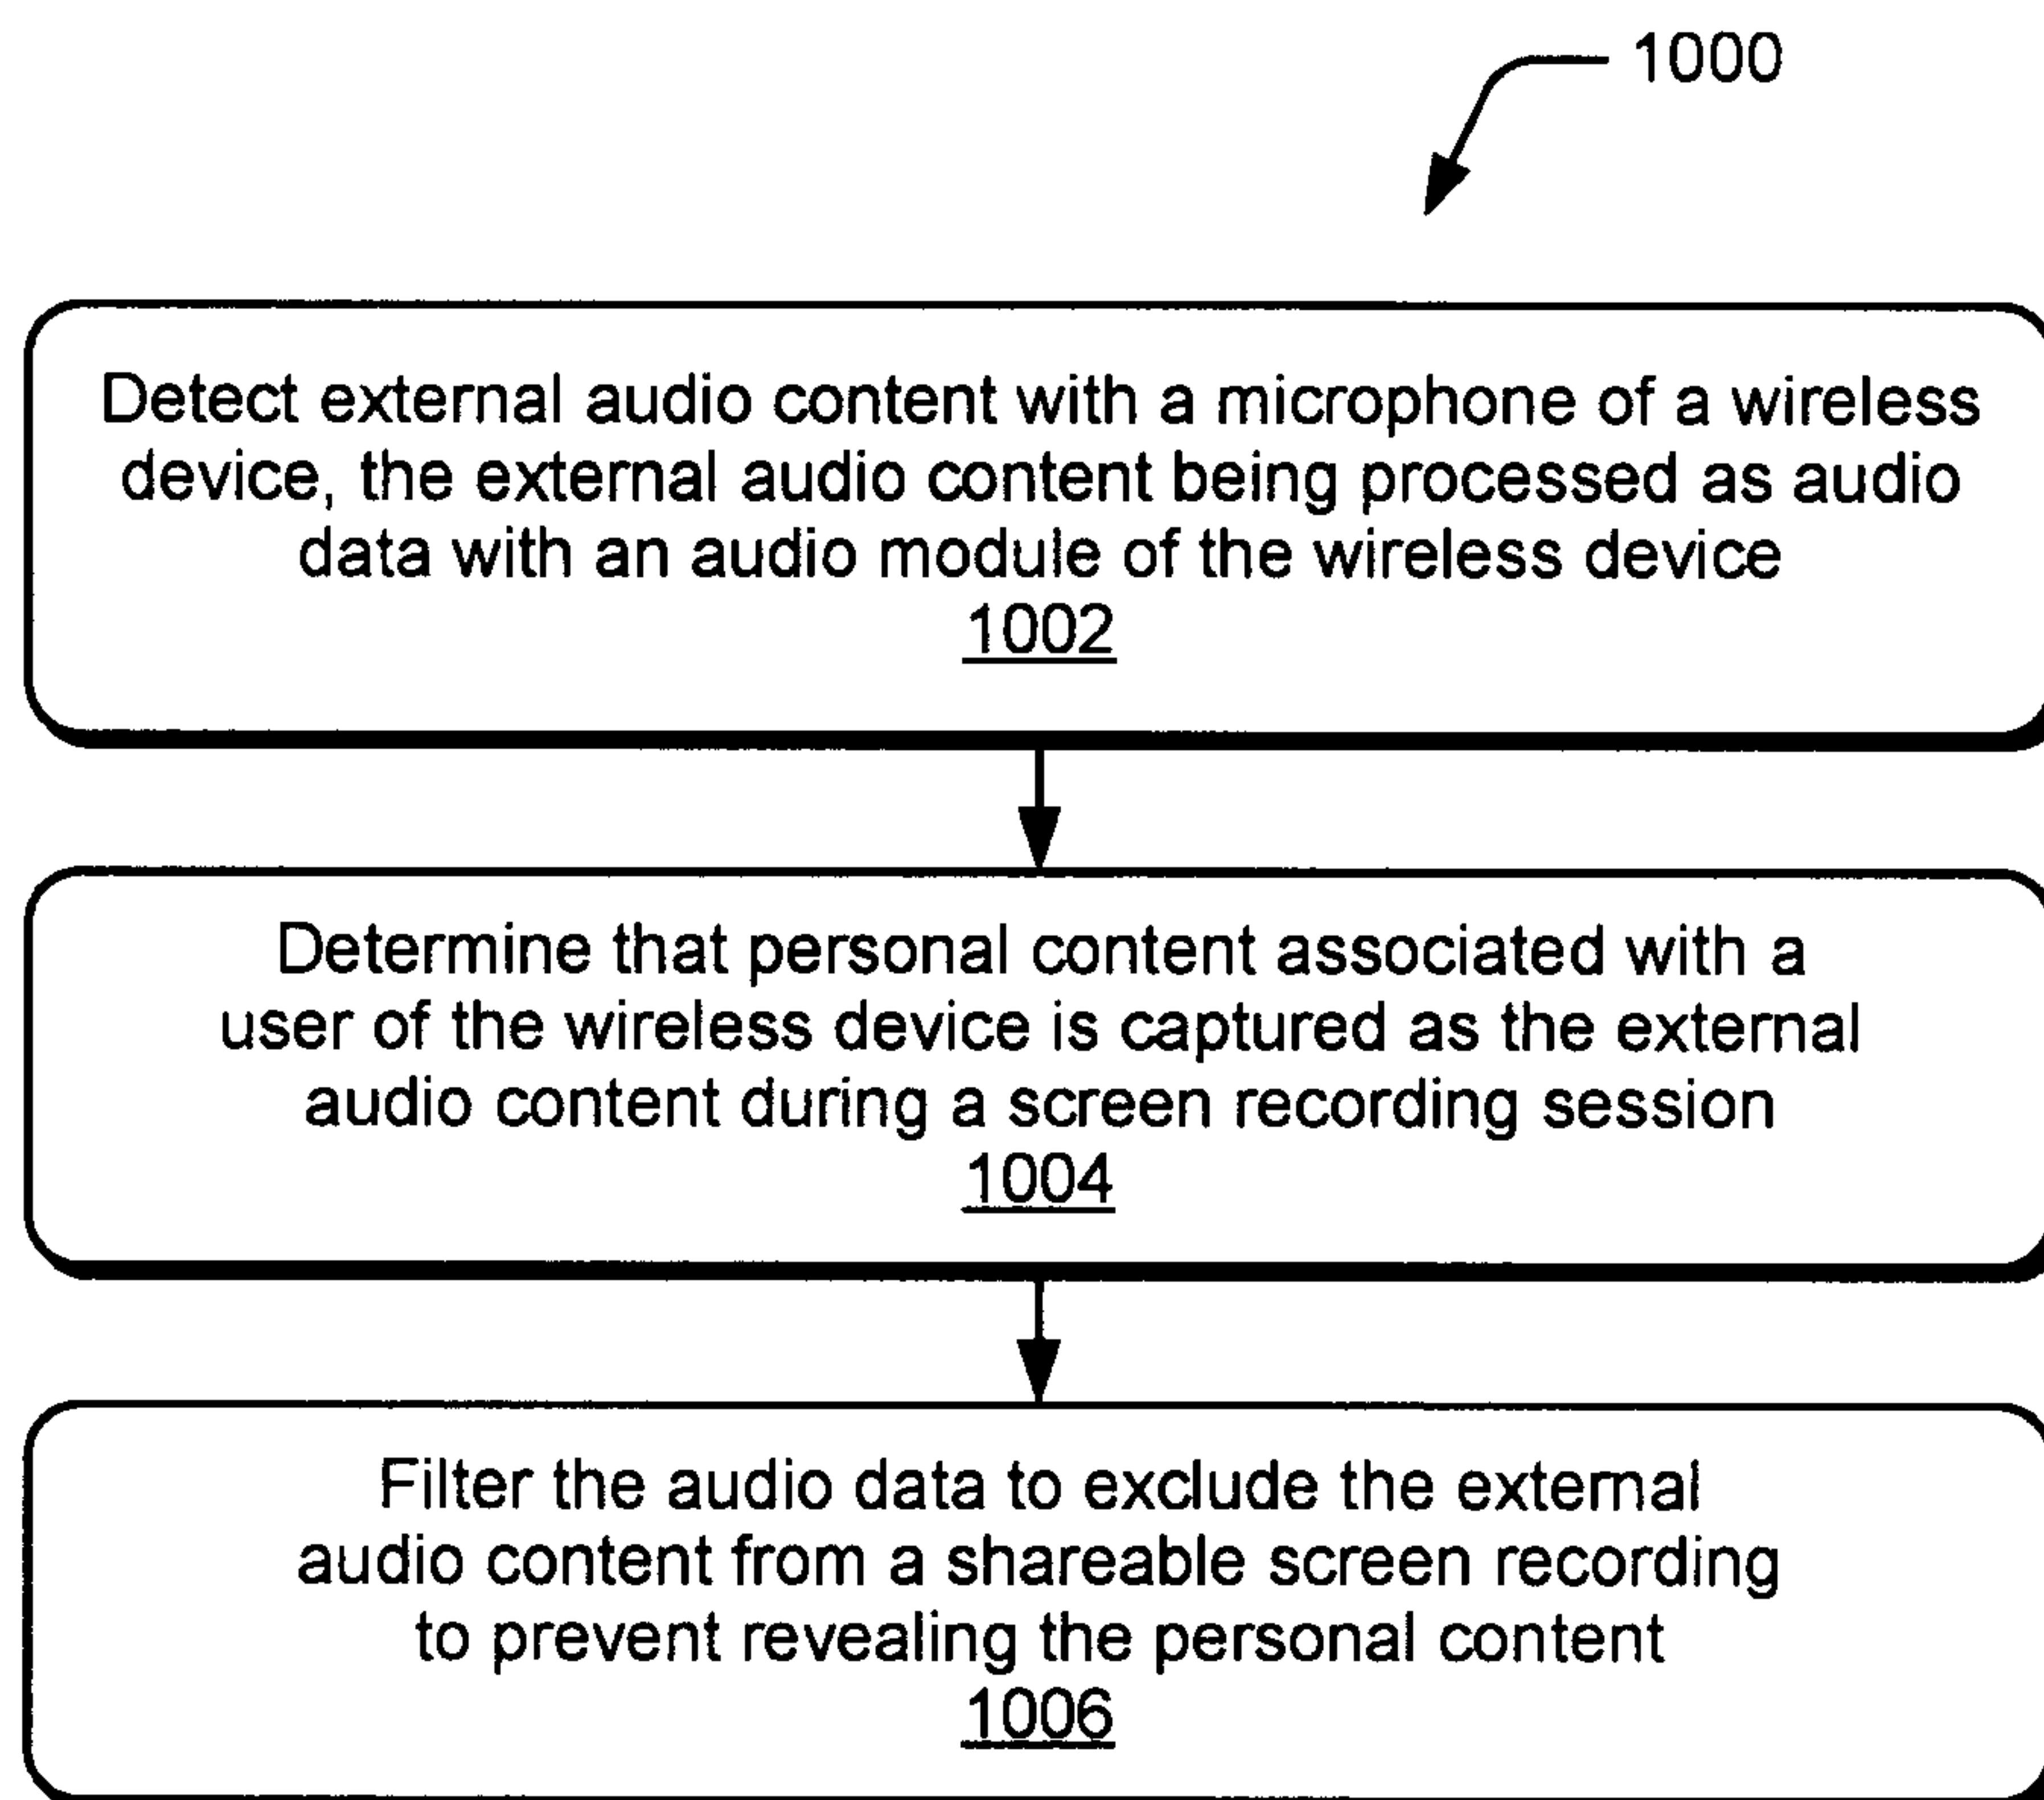 1000
Detect external audio content with a microphone of a wireless
device, the external audio content being processed as audio
data with an audio module of the wireless device
1002
Determine that personal content associated with a
user of the wireless device is captured as the external
audio content during a screen recording session
1004
Filter the audio data to exclude the external
audio content from a shareable screen recording
to prevent revealing the personal content
1006